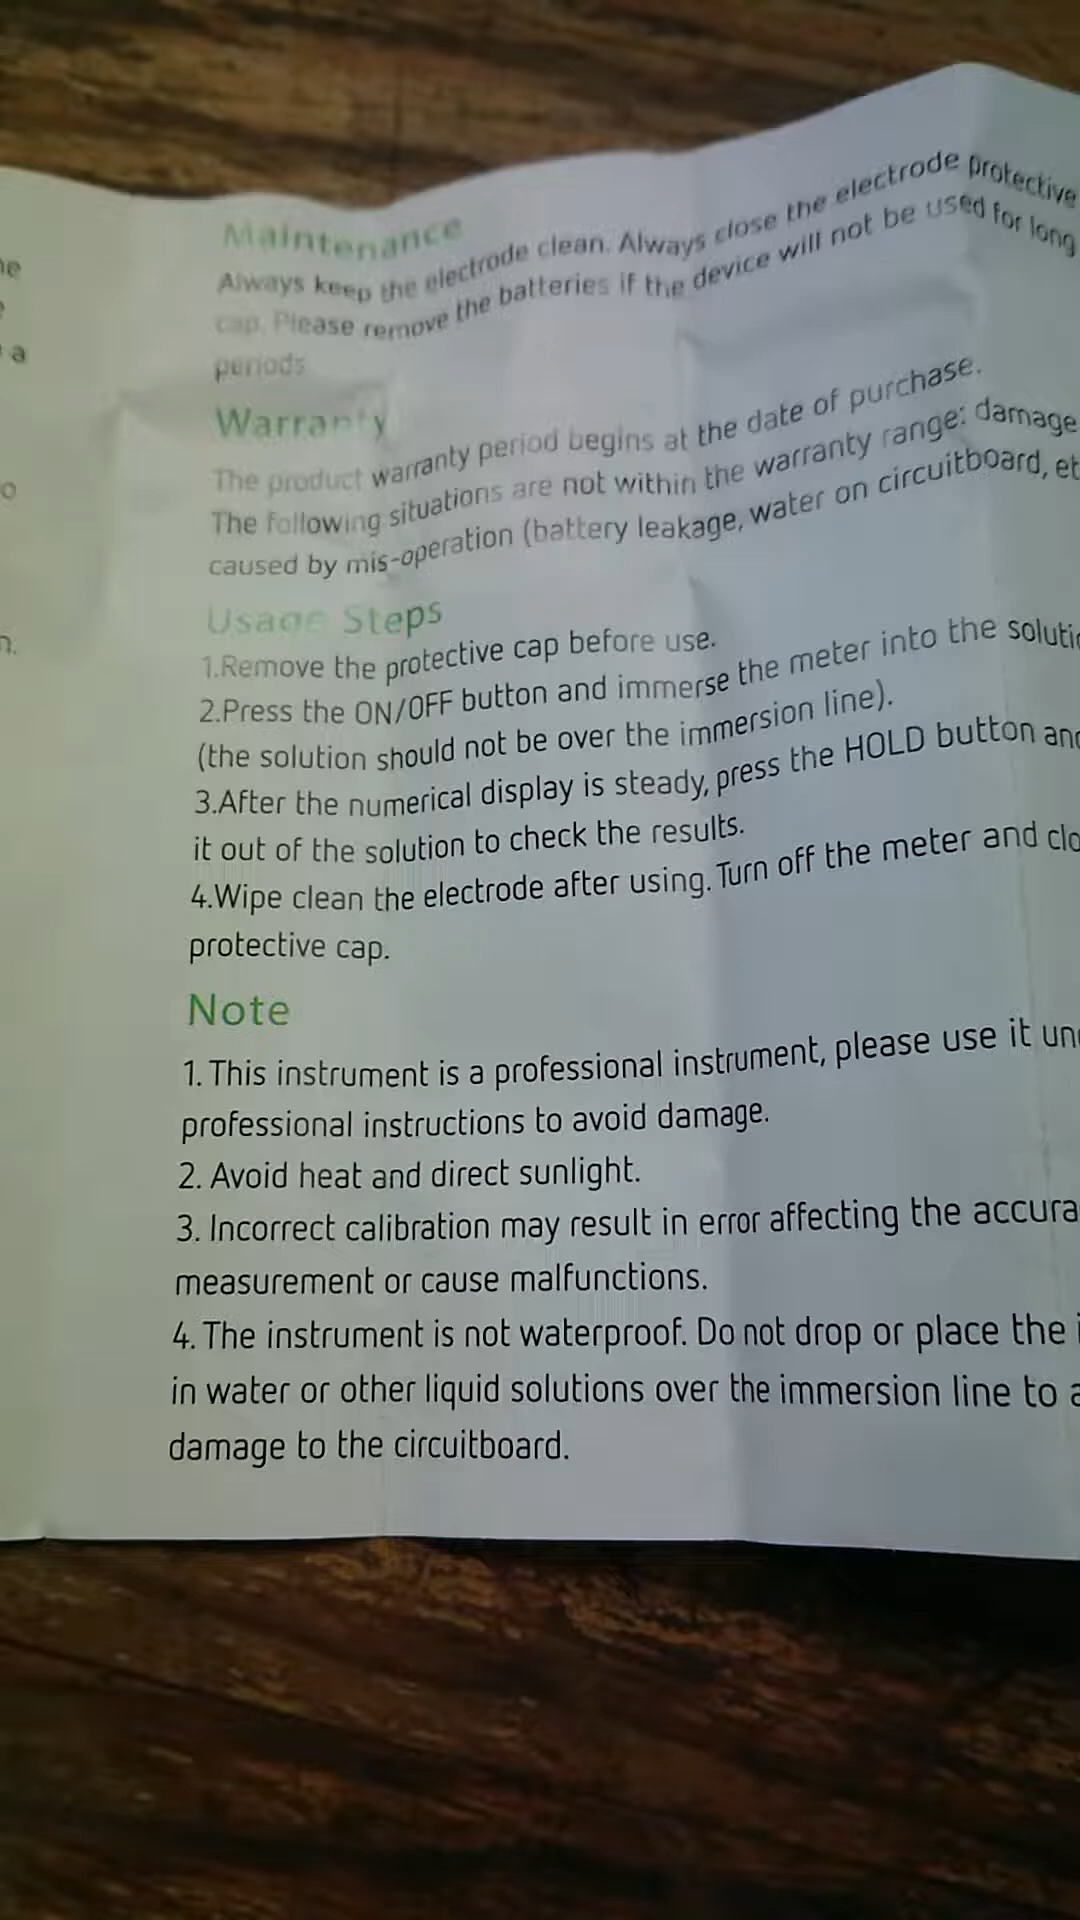 Maintenance
Always keep the electrode clean. Always close the electrode protective
cap. Please remove the batteries if the device will not be used for long
periods
Warranty
The product warranty period begins at the date of purchase.
The following situations are not within the warranty range: damage
caused by mis-operation (battery leakage, water on circuitboard, et
Usage Steps
1.Remove the protective cap before use.
2.Press the ON/OFF button and immerse the meter into the soluti
(the solution should not be over the immersion line).
3.After the numerical display is steady, press the HOLD button and
it out of the solution to check the results.
4.Wipe clean the electrode after using. Turn off the meter and clo
protective cap.
Note
1. This instrument is a professional instrument, please use it un
professional instructions to avoid damage.
2. Avoid heat and direct sunlight.
3. Incorrect calibration may result in error affecting the accura
measurement or cause malfunctions.
4. The instrument is not waterproof. Do not drop or place the
in water or other liquid solutions over the immersion line to a
damage to the circuitboard.